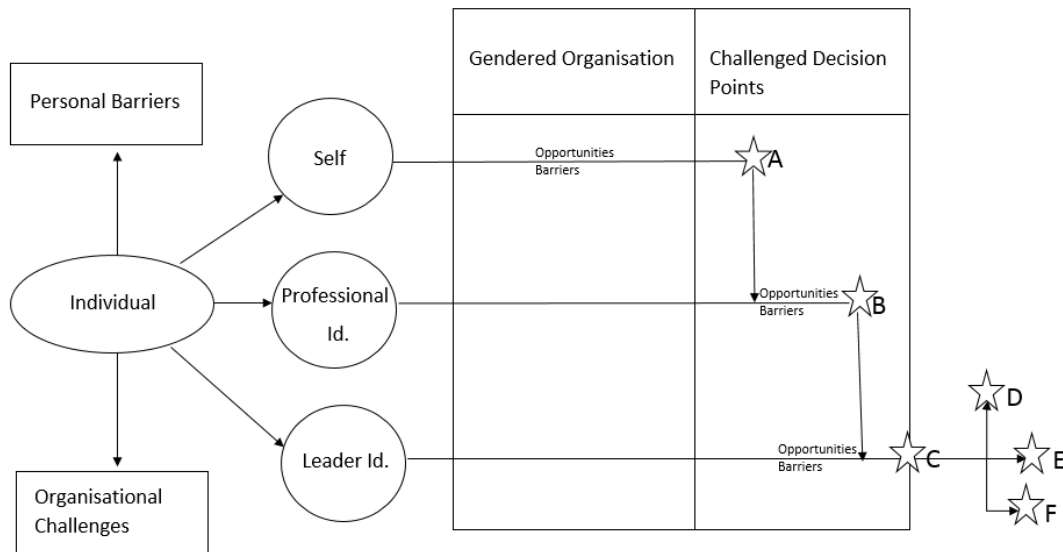 Gendered Organisation
Challenged Decision
Points
Personal Barriers
Self
Opportunities
Barriers
A
Individual
Professional
Id.
Opportunities
Barriers
B
D
Leader Id.
Opportunities
Barriers
C
E
Organisational
Challenges
F